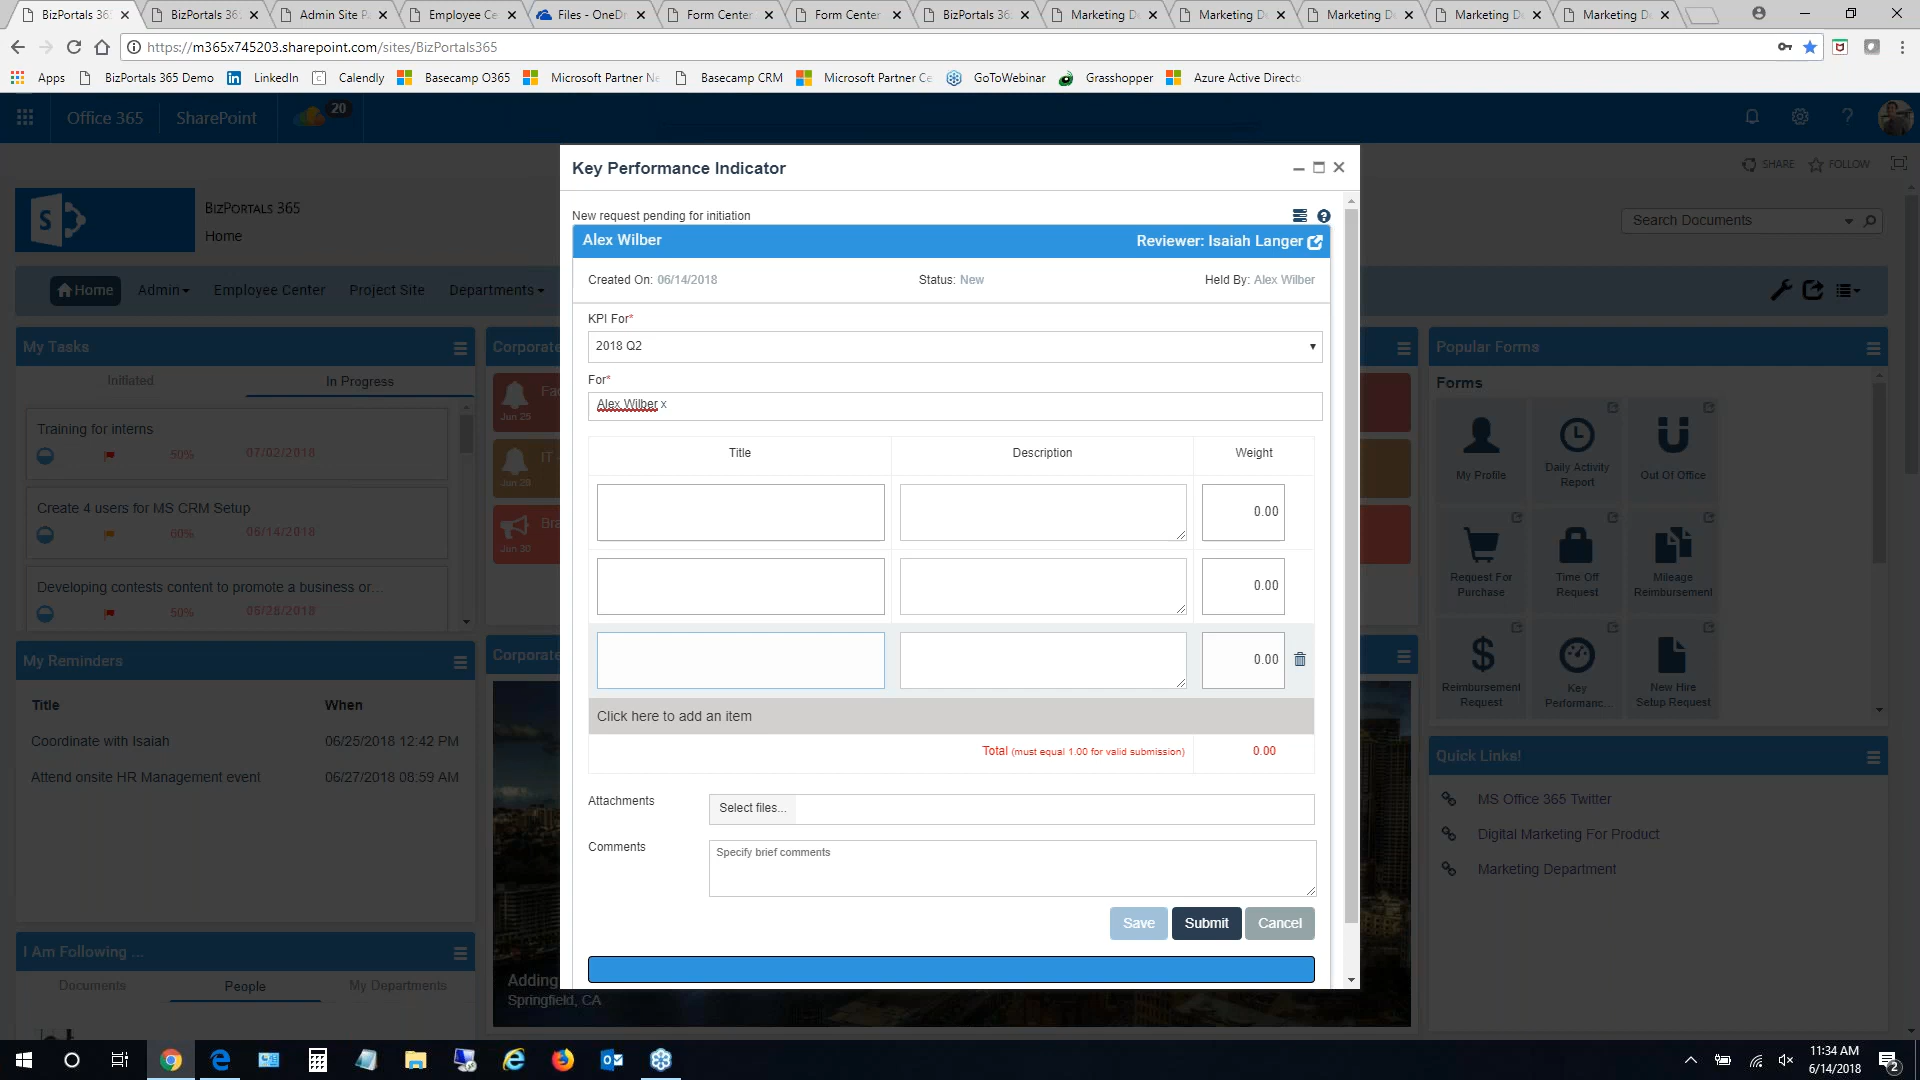 BizPortals 36
BizPortals 36
Admin Site P
Employee Ce
Files - OneDr
Form Center
Form Center
BizPortals 36
Marketing D
Marketing D
Marketing D
Marketing D
Marketing D
https://m365x745203.sharepoint.com/sites/BizPortals365
Apps
BizPortals 365 Demo
LinkedIn
Calendly
Basecamp O365
Microsoft Partner Ne
Basecamp CRM
Microsoft Partner Ce
GoToWebinar
Grasshopper
Azure Active Directo
Office 365
SharePoint
20
SHARE
FOLLOW
BizPortals 365
Home
Search Documents
Home
Admin
Employee Center
Project Site
Departments
My Tasks
Initiated
In Progress
Training for interns
50%
07/02/2018
Create 4 users for MS CRM Setup
60%
06/14/2018
Developing contests content to promote a business or...
50%
06/28/2018
My Reminders
Title
When
Coordinate with Isaiah
06/25/2018 12:42 PM
Attend onsite HR Management event
06/27/2018 08:59 AM
I Am Following ...
Documents
People
My Departments
Corporate
Jun 25
Fac
Jun 29
IT
Jun 30
Bra
Corporate
Adding
Springfield, CA
Key Performance Indicator
New request pending for initiation
Alex Wilber
Reviewer: Isaiah Langer
Created On: 06/14/2018
Status: New
Held By: Alex Wilber
KPI For*
2018 Q2
For*
Alex Wilber x
Title
Description
Weight
0.00
0.00
0.00
Click here to add an item
Total (must equal 1.00 for valid submission)
0.00
Attachments
Select files...
Comments
Specify brief comments
Save
Submit
Cancel
Popular Forms
Forms
My Profile
Daily Activity
Report
Out Of Office
Request For
Purchase
Time Off
Request
Mileage
Reimbursement
Reimbursement
Request
Key
Performanc...
New Hire
Setup Request
Quick Links!
MS Office 365 Twitter
Digital Marketing For Product
Marketing Department
11:34 AM
6/14/2018
2